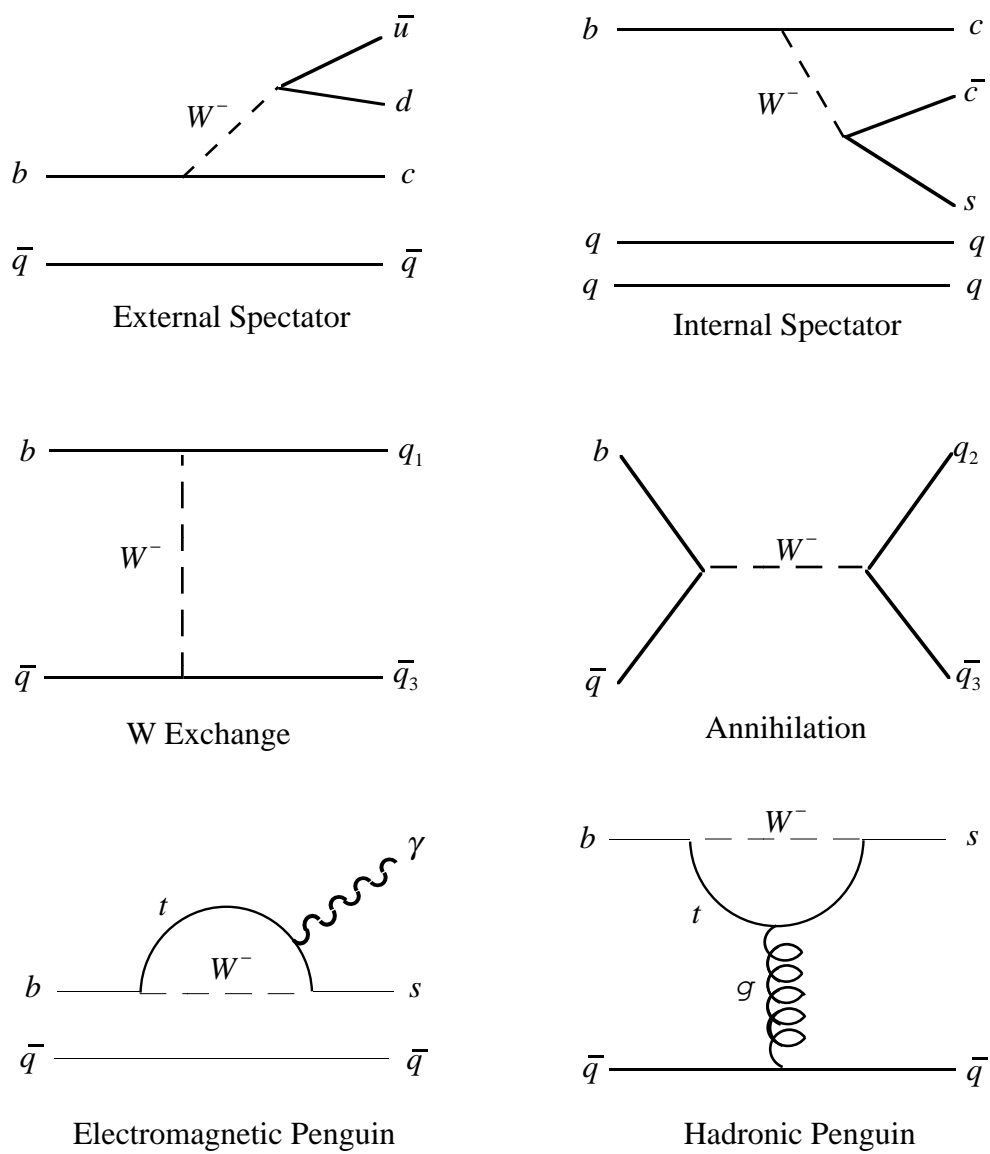 ū
W⁻ d
b c
q̄ q̄
External Spectator
b c
W⁻ c̄
s
q q
q q
Internal Spectator
b q₁
W⁻
q̄ q̄₃
W Exchange
b q₂
W⁻
q̄ q̄₃
Annihilation
γ
t
W⁻
b s
q̄ q̄
Electromagnetic Penguin
W⁻
b s
t
g
q̄ q̄
Hadronic Penguin